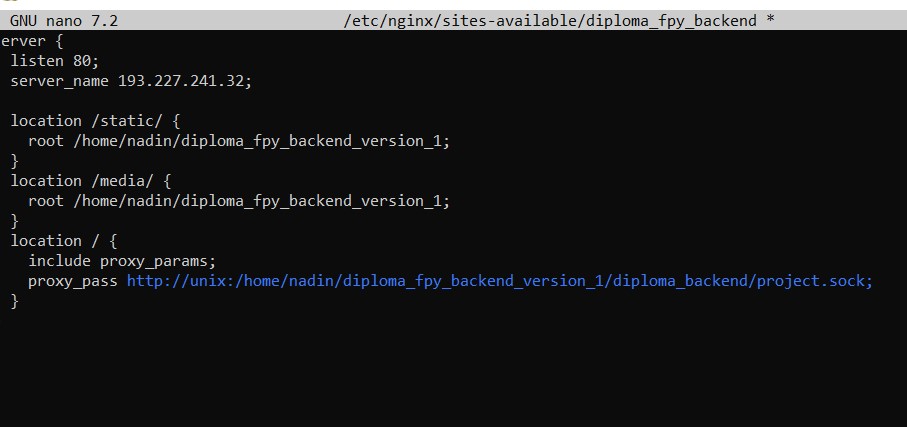 GNU nano 7.2 /etc/nginx/sites-available/diploma_fpy_backend *
erver {
listen 80;
server_name 193.227.241.32;
location /static/ {
root /home/nadin/diploma_fpy_backend_version_1;
}
location /media/ {
root /home/nadin/diploma_fpy_backend_version_1;
}
location / {
include proxy_params;
proxy_pass http://unix:/home/nadin/diploma_fpy_backend_version_1/diploma_backend/project.sock;
}